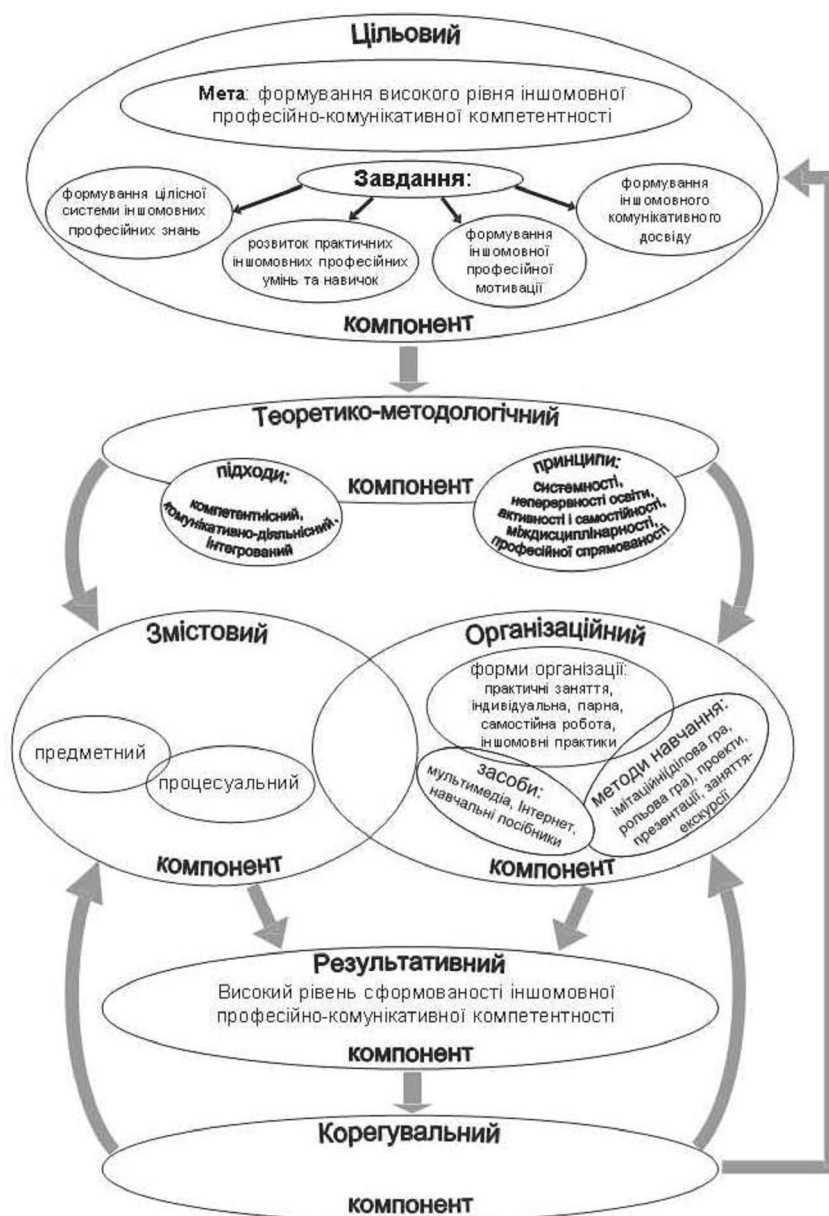 Цільовий
Мета: формування високого рівня іншомовної
професійно-комунікативної компетентності
Завдання:
формування цілісної
системи іншомовних
професійних знань
розвиток практичних
іншомовних професійних
умінь та навичок
формування
іншомовної
професійної
мотивації
формування
іншомовного
комунікативного
досвіду
компонент
Теоретико-методологічний
підходи:
компетентнісний,
комунікативно-діяльнісний,
інтегрований
компонент
принципи:
системності,
неперервності освіти,
активності і самостійності,
міждисциплінарності,
професійної спрямованості
Змістовий
предметний
процесуальний
компонент
Організаційний
форми організації:
практичні заняття,
індивідуальна, парна,
самостійна робота,
іншомовні практики
засоби:
мультимедіа, Інтернет,
навчальні посібники
методи навчання:
імітаційні(ділова гра,
рольова гра), проекти,
презентації, заняття-
екскурсії
компонент
Результативний
Високий рівень сформованості іншомовної
професійно-комунікативної компетентності
компонент
Корегувальний
компонент